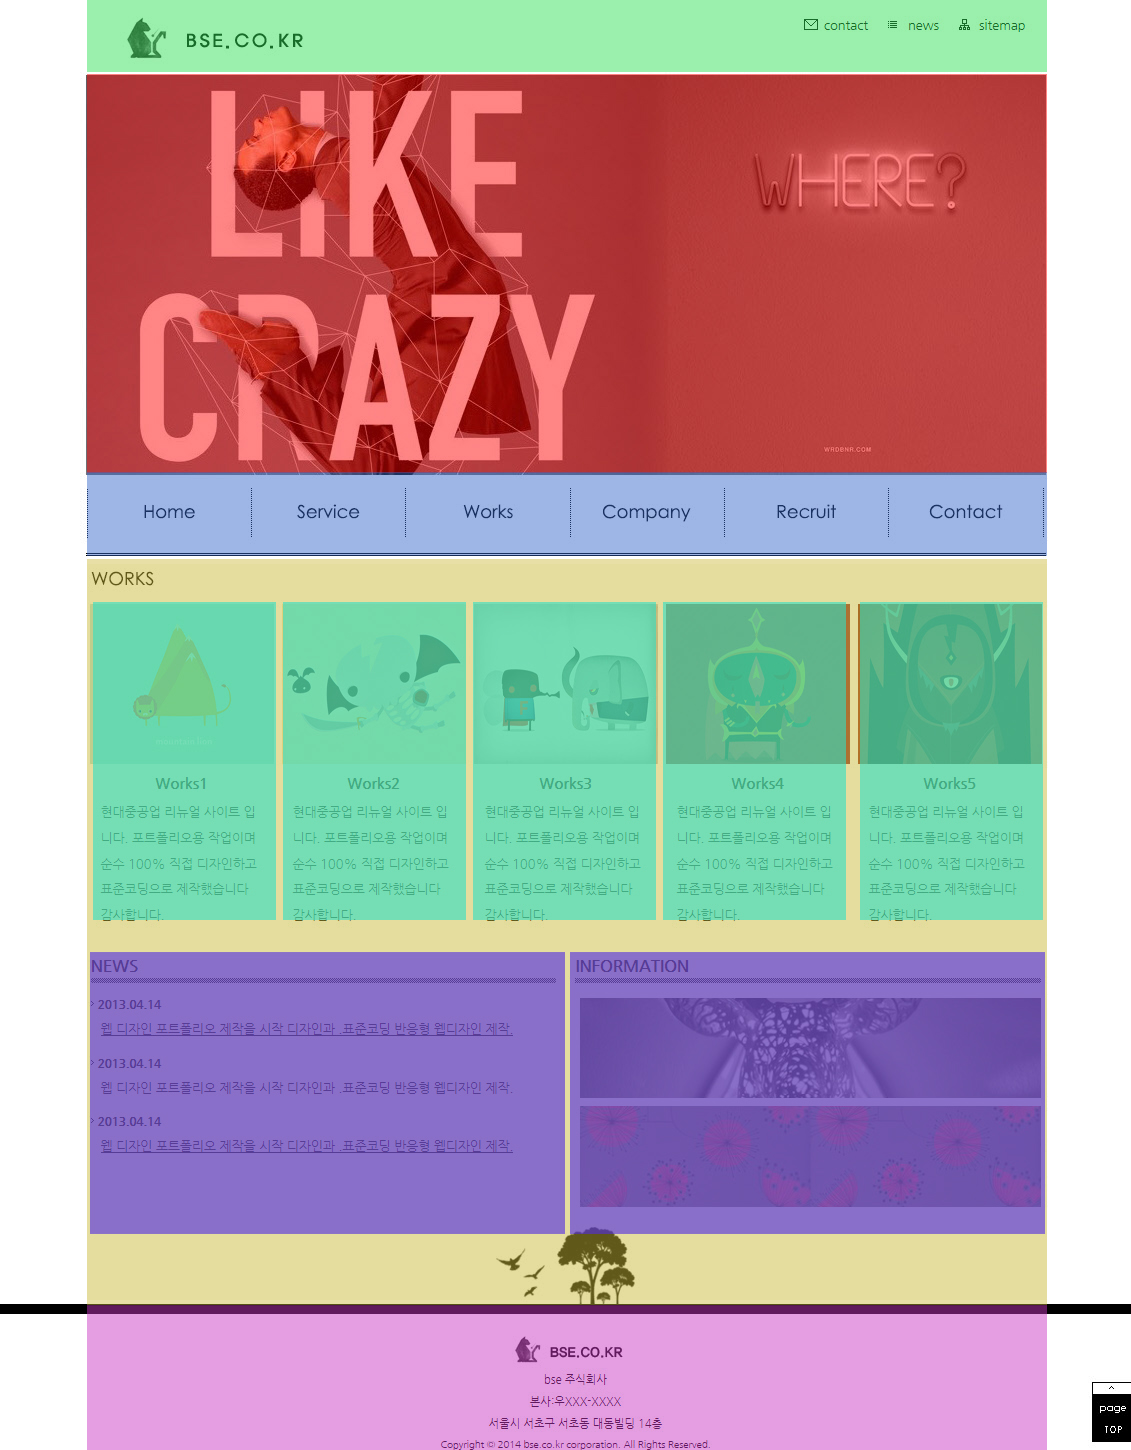 BSE.CO.KR
contact
news
sitemap
LIKE
CRAZY
WHERE?
WRDBNR.COM
Home
Service
Works
Company
Recruit
Contact
WORKS
Works1
현대중공업 리뉴얼 사이트 입
니다. 포트폴리오용 작업이며
순수 100% 직접 디자인하고
표준코딩으로 제작했습니다
감사합니다.
Works2
현대중공업 리뉴얼 사이트 입
니다. 포트폴리오용 작업이며
순수 100% 직접 디자인하고
표준코딩으로 제작했습니다
감사합니다.
Works3
현대중공업 리뉴얼 사이트 입
니다. 포트폴리오용 작업이며
순수 100% 직접 디자인하고
표준코딩으로 제작했습니다
감사합니다.
Works4
현대중공업 리뉴얼 사이트 입
니다. 포트폴리오용 작업이며
순수 100% 직접 디자인하고
표준코딩으로 제작했습니다
감사합니다.
Works5
현대중공업 리뉴얼 사이트 입
니다. 포트폴리오용 작업이며
순수 100% 직접 디자인하고
표준코딩으로 제작했습니다
감사합니다.
NEWS
2013.04.14
웹 디자인 포트폴리오 제작을 시작 디자인과 .표준코딩 반응형 웹디자인 제작.
2013.04.14
웹 디자인 포트폴리오 제작을 시작 디자인과 .표준코딩 반응형 웹디자인 제작.
2013.04.14
웹 디자인 포트폴리오 제작을 시작 디자인과 .표준코딩 반응형 웹디자인 제작.
INFORMATION
BSE.CO.KR
bse 주식회사
본사:우XXX-XXXX
서울시 서초구 서초동 대동빌딩 14층
Copyright © 2014 bse.co.kr corporation. All Rights Reserved.
page
TOP